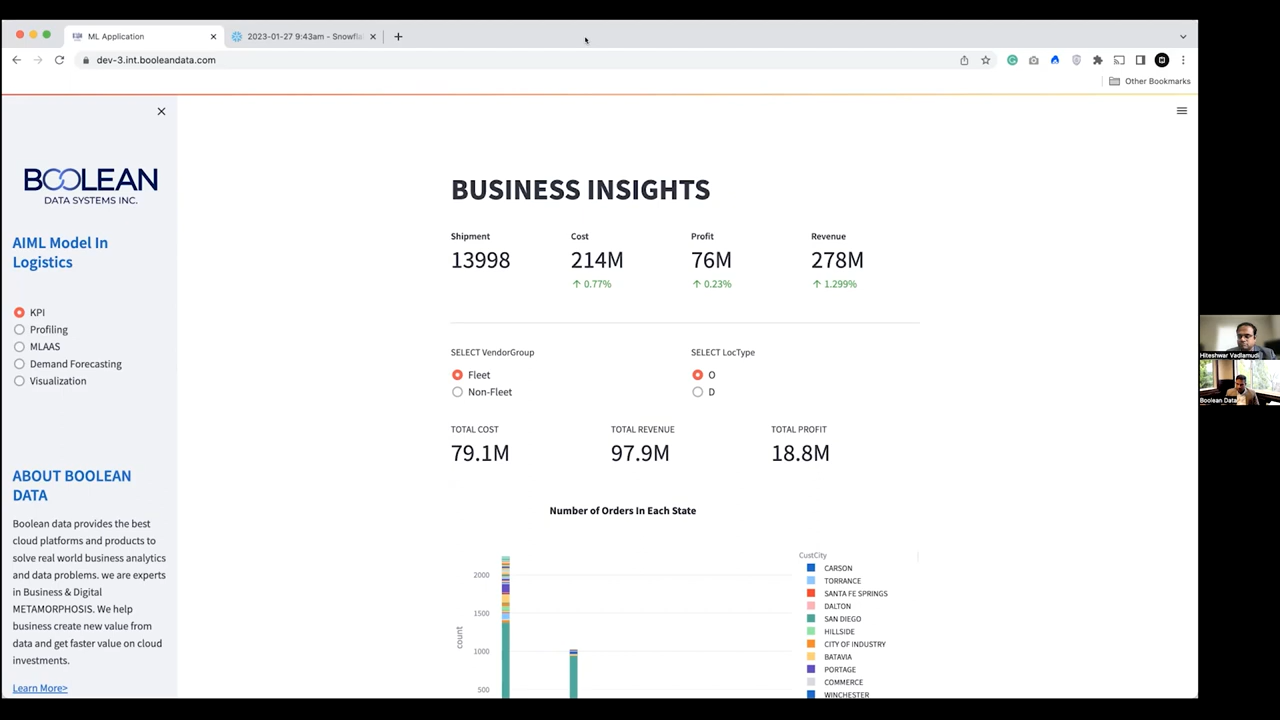 ML Application
2023-01-27 9:43am - Snowfla
dev-3.int.booleandata.com
Other Bookmarks
BOOLEAN
DATA SYSTEMS INC.
AIML Model In
Logistics
KPI
Profiling
MLAAS
Demand Forecasting
Visualization
ABOUT BOOLEAN
DATA
Boolean data provides the best
cloud platforms and products to
solve real world business analytics
and data problems. we are experts
in Business & Digital
METAMORPHOSIS. We help
business create new value from
data and get faster value on cloud
investments.
Learn More>
BUSINESS INSIGHTS
Shipment Cost Profit Revenue
13998 214M 76M 278M
↑ 0.77% ↑ 0.23% ↑ 1.299%
SELECT VendorGroup SELECT LocType
Fleet O
Non-Fleet D
TOTAL COST TOTAL REVENUE TOTAL PROFIT
79.1M 97.9M 18.8M
Number of Orders In Each State
count
2000
1500
1000
500
CustCity
CARSON
TORRANCE
SANTA FE SPRINGS
DALTON
SAN DIEGO
HILLSIDE
CITY OF INDUSTRY
BATAVIA
PORTAGE
COMMERCE
WINCHESTER
Hiteshwar Vadlamudi
Boolean Data